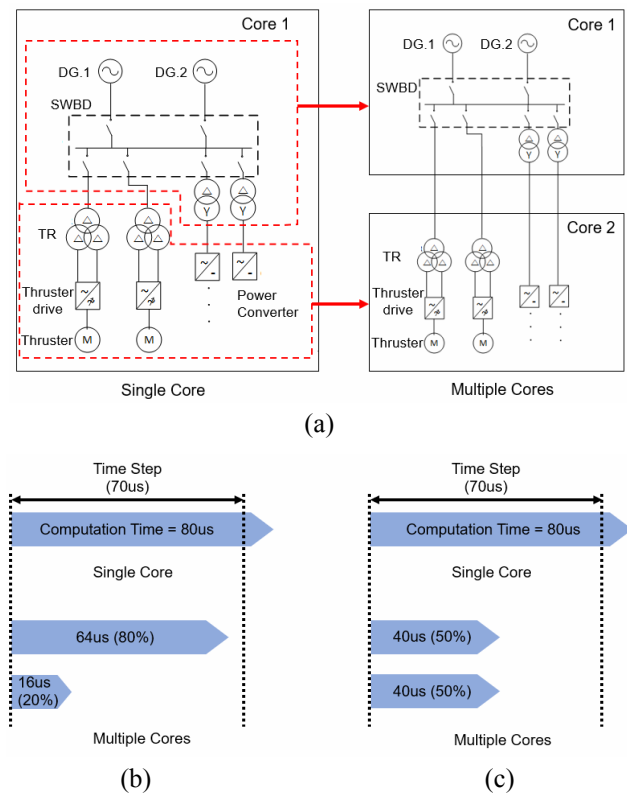 Core 1
DG.1
DG.2
SWBD
Δ
Δ
Δ
Δ
Y
Y
TR
Δ
Δ
Δ
Δ
~
-
~
-
Thruster
drive
~
~
Power
Converter
Thruster
M
M
Single Core
Core 1
DG.1
DG.2
SWBD
Δ
Δ
Y
Y
Core 2
TR
Δ
Δ
Δ
Δ
Δ
Δ
Thruster
drive
~
~
~
-
~
-
Thruster
M
M
Multiple Cores
(a)
Time Step
(70us)
Computation Time = 80us
Single Core
64us (80%)
16us
(20%)
Multiple Cores
(b)
Time Step
(70us)
Computation Time = 80us
Single Core
40us (50%)
40us (50%)
Multiple Cores
(c)